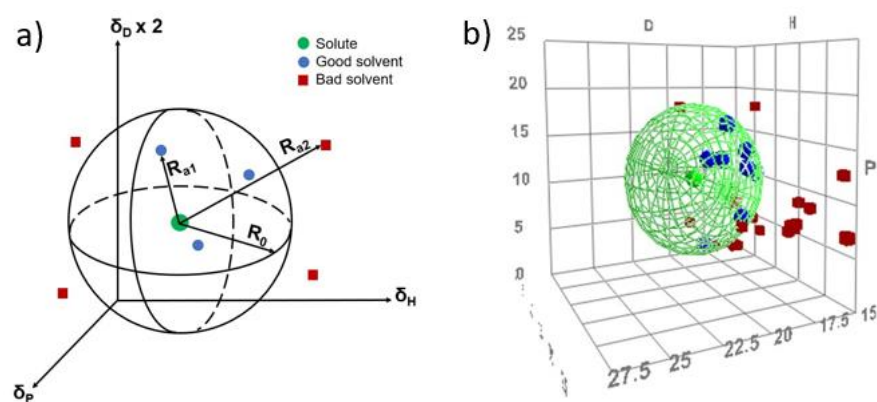 a)
δD x 2
Solute
Good solvent
Bad solvent
Ra1
Ra2
R0
δH
δP
b)
D
H
P
25
20
15
10
5
0
27.5
25
22.5
20
17.5
15